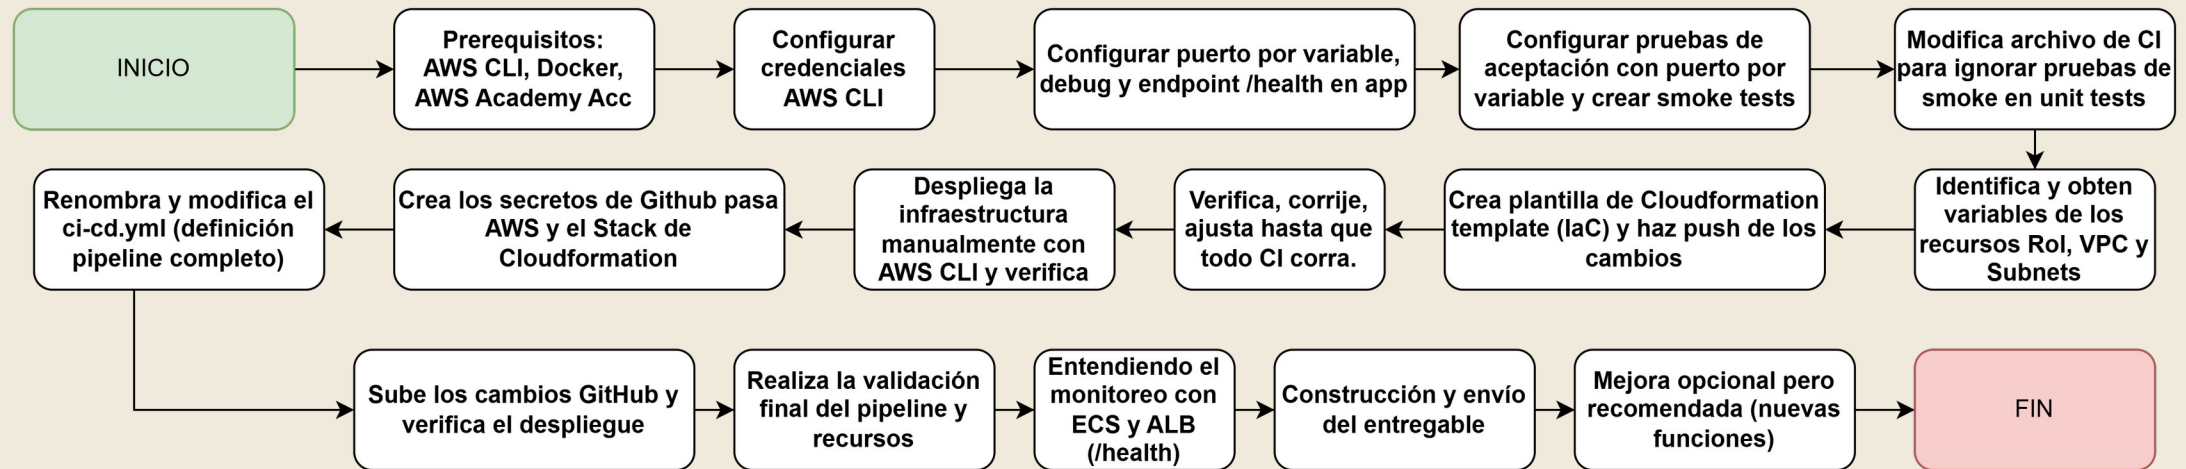 INICIO
Prerequisitos:
AWS CLI, Docker,
AWS Academy Acc
Configurar
credenciales
AWS CLI
Configurar puerto por variable,
debug y endpoint /health en app
Configurar pruebas de
aceptación con puerto por
variable y crear smoke tests
Modifica archivo de CI
para ignorar pruebas de
smoke en unit tests
Identifica y obten
variables de los
recursos Rol, VPC y
Subnets
Crea plantilla de Cloudformation
template (IaC) y haz push de los
cambios
Verifica, corrije,
ajusta hasta que
todo CI corra.
Despliega la
infraestructura
manualmente con
AWS CLI y verifica
Crea los secretos de Github pasa
AWS y el Stack de
Cloudformation
Renombra y modifica el
ci-cd.yml (definición
pipeline completo)
Sube los cambios GitHub y
verifica el despliegue
Realiza la validación
final del pipeline y
recursos
Entendiendo el
monitoreo con
ECS y ALB
(/health)
Construcción y envío
del entregable
Mejora opcional pero
recomendada (nuevas
funciones)
FIN